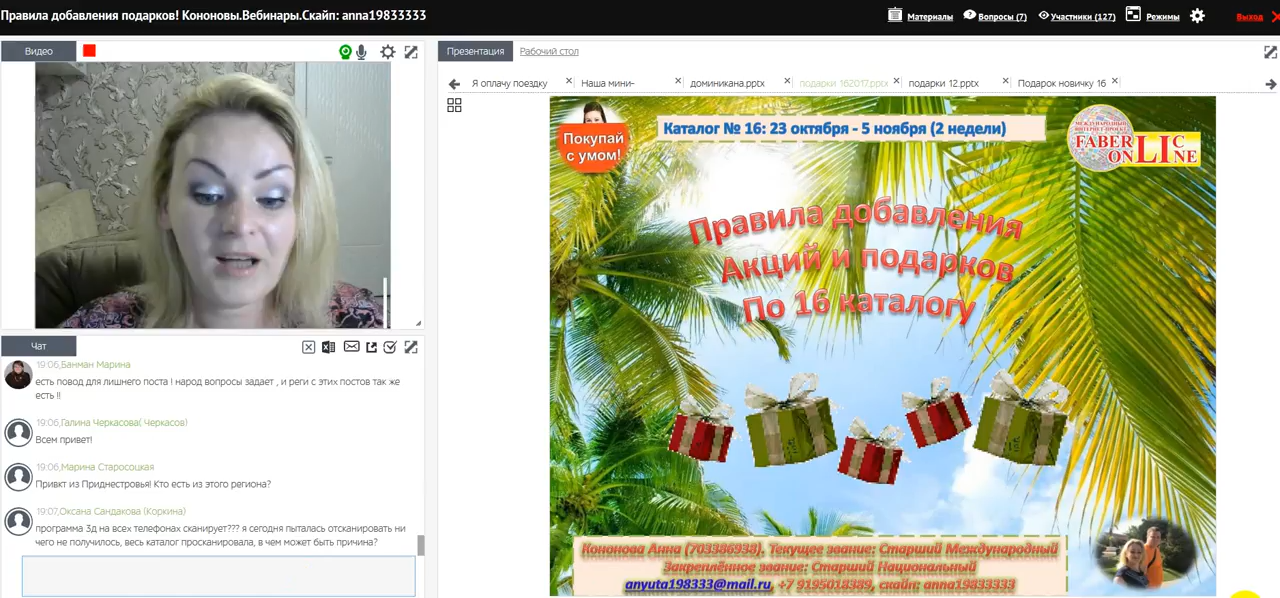 Правила добавления подарков! Кононовы.Вебинары.Скайп: anna19833333
Материалы
Вопросы (7)
Участники (127)
Режимы
Выход
Видео
Презентация
Рабочий стол
Я оплачу поездку
Наша мини-
доминикана.pptx
подарки 162017.pptx
подарки 12.pptx
Подарок новичку 16
Покупай
с умом!
Каталог № 16: 23 октября - 5 ноября (2 недели)
МЕЖДУНАРОДНЫЙ
ИНТЕРНЕТ-ПРОЕКТ
FABERLIC
ONLINE
Правила добавления
Акций и подарков
По 16 каталогу
Чат
19:06,Банман Марина
есть повод для лишнего поста ! народ вопросы задает , и реги с этих постов так же
есть !!
19:06,Галина Черкасова( Черкасов)
Всем привет!
19:06,Марина Старосоцкая
Привкт из Приднестровья! Кто есть из этого региона?
19:07,Оксана Сандакова (Коркина)
программа 3д на всех телефонах сканирует??? я сегодня пыталась отсканировать ни
чего не получилось, весь каталог просканировала, в чем может быть причина?
Кононова Анна (703386938). Текущее звание: Старший Международный
Закреплённое звание: Старший Национальный
anyuta198333@mail.ru, +7 9195018389, скайп: anna19833333